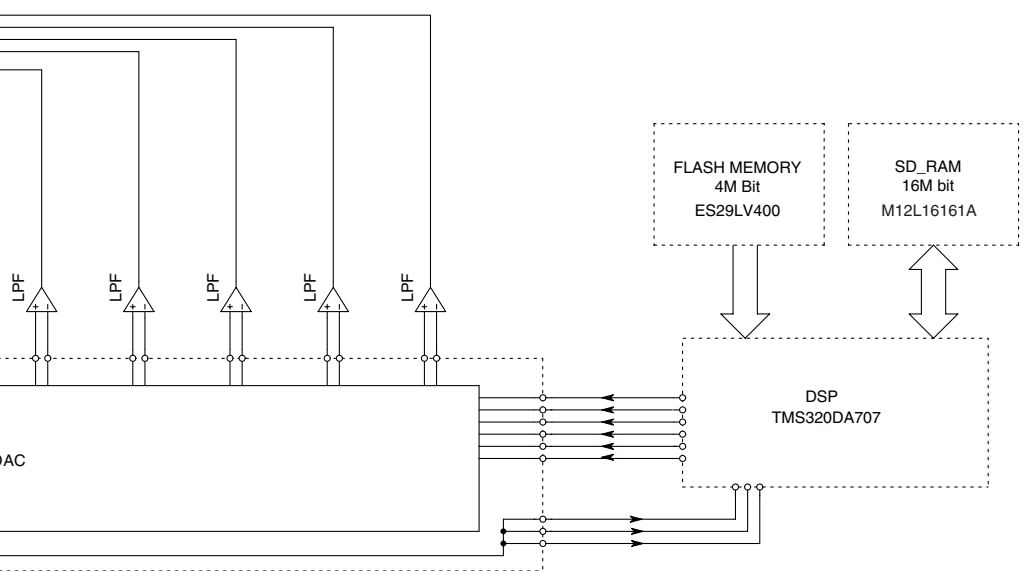 FLASH MEMORY
4M Bit
ES29LV400
SD_RAM
16M bit
M12L16161A
LPF
LPF
LPF
LPF
LPF
+ −
+ −
+ −
+ −
+ −
DSP
TMS320DA707
DAC